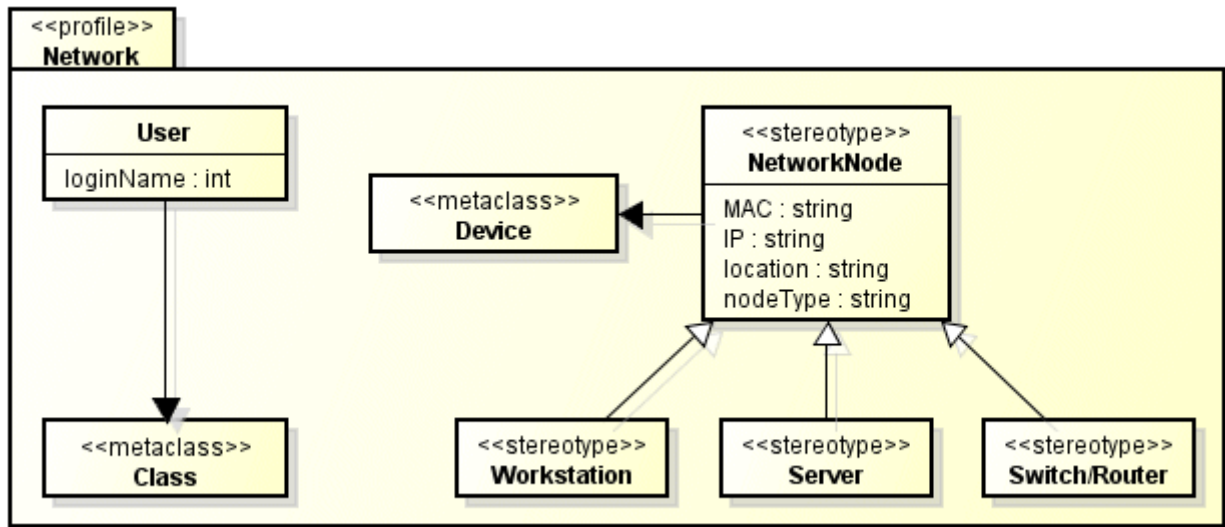 <<profile>>
Network
User
loginName : int
<<metaclass>>
Device
<<stereotype>>
NetworkNode
MAC : string
IP : string
location : string
nodeType : string
<<metaclass>>
Class
<<stereotype>>
Workstation
<<stereotype>>
Server
<<stereotype>>
Switch/Router